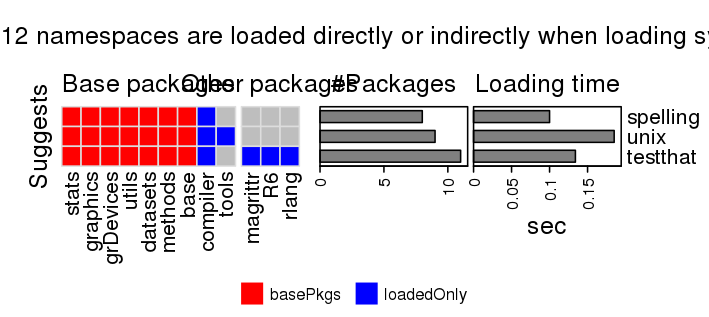 12 namespaces are loaded directly or indirectly when loading sy
Base packages
Other packages
#Packages
Loading time
Suggests
spelling
unix
testthat
stats
graphics
grDevices
utils
datasets
methods
base
compiler
tools
magrittr
R6
rlang
0
5
10
0
0.05
0.1
0.15
sec
basePkgs
loadedOnly